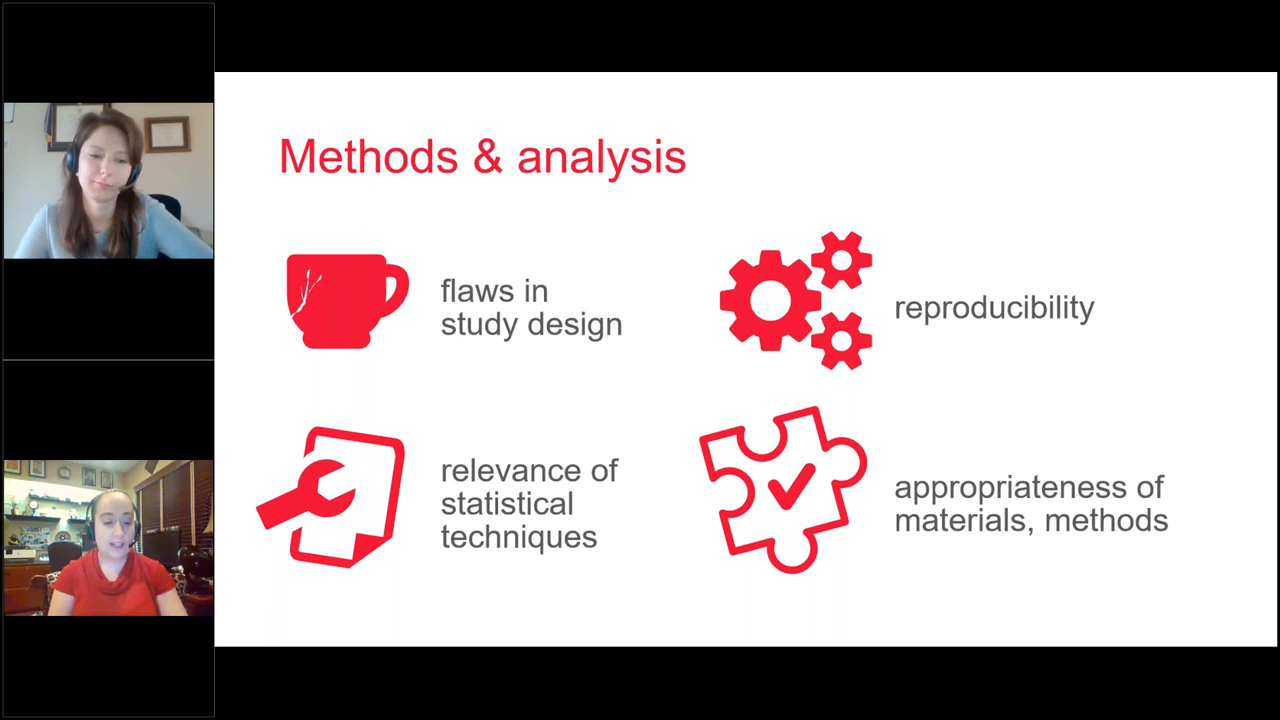 Methods & analysis
flaws in
study design
reproducibility
relevance of
statistical
techniques
appropriateness of
materials, methods